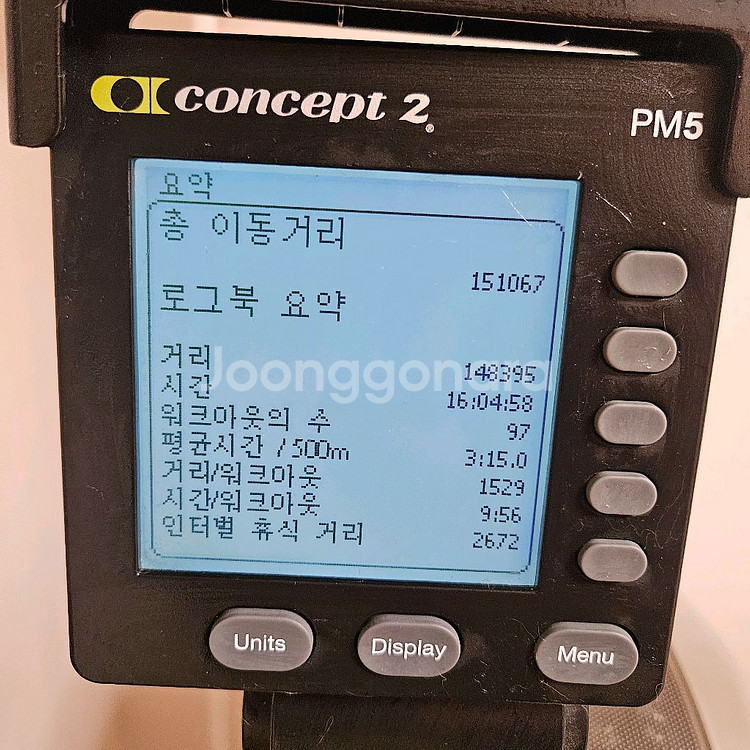 concept 2®
PM5
요약
총 이동거리
151067
로그북 요약
거리 148395
시간 16:04:58
워크아웃의 수 97
평균시간 /500m 3:15.0
거리/워크아웃 1529
시간/워크아웃 9:56
인터벌 휴식 거리 2672
Joonggonara
Units Display Menu